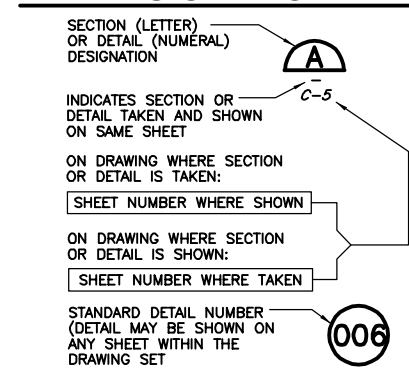 SECTION (LETTER)
OR DETAIL (NUMERAL)
DESIGNATION
A
–
C-5
INDICATES SECTION OR
DETAIL TAKEN AND SHOWN
ON SAME SHEET
ON DRAWING WHERE SECTION
OR DETAIL IS TAKEN:
SHEET NUMBER WHERE SHOWN
ON DRAWING WHERE SECTION
OR DETAIL IS SHOWN:
SHEET NUMBER WHERE TAKEN
STANDARD DETAIL NUMBER
(DETAIL MAY BE SHOWN ON
ANY SHEET WITHIN THE
DRAWING SET
006